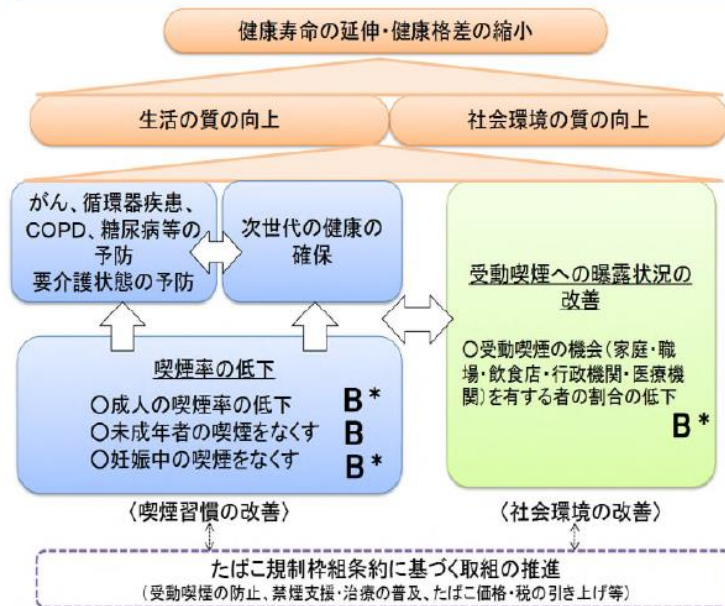 健康寿命の延伸・健康格差の縮小
生活の質の向上
社会環境の質の向上
がん、循環器疾患、
COPD、糖尿病等の
予防
要介護状態の予防
次世代の健康の
確保
喫煙率の低下
〇成人の喫煙率の低下 B*
〇未成年者の喫煙をなくす B
〇妊娠中の喫煙をなくす B*
受動喫煙への曝露状況の
改善
〇受動喫煙の機会(家庭・職
場・飲食店・行政機関・医療機
関)を有する者の割合の低下
B*
〈喫煙習慣の改善〉
〈社会環境の改善〉
たばこ規制枠組条約に基づく取組の推進
(受動喫煙の防止、禁煙支援・治療の普及、たばこ価格・税の引き上げ等)